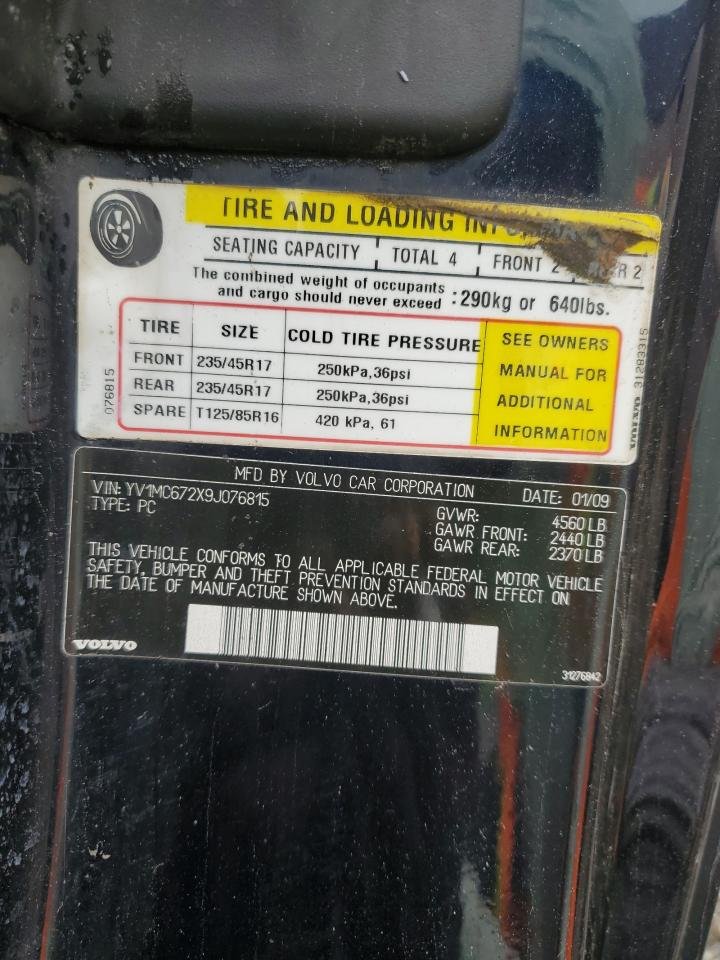 TIRE AND LOADING
SEATING CAPACITY TOTAL 4 FRONT 2 R 2
The combined weight of occupants
and cargo should never exceed : 290kg or 640lbs.
TIRE SIZE COLD TIRE PRESSURE SEE OWNERS
FRONT 235/45R17 250kPa,36psi MANUAL FOR
REAR 235/45R17 250kPa,36psi ADDITIONAL
SPARE T125/85R16 420 kPa, 61 INFORMATION
076815
VOLVO 31283315
MFD BY VOLVO CAR CORPORATION DATE: 01/09
VIN: YV1MC672X9J076815
TYPE: PC
GVWR: 4560 LB
GAWR FRONT: 2440 LB
GAWR REAR: 2370 LB
THIS VEHICLE CONFORMS TO ALL APPLICABLE FEDERAL MOTOR VEHICLE
SAFETY, BUMPER AND THEFT PREVENTION STANDARDS IN EFFECT ON
THE DATE OF MANUFACTURE SHOWN ABOVE.
VOLVO
31276842